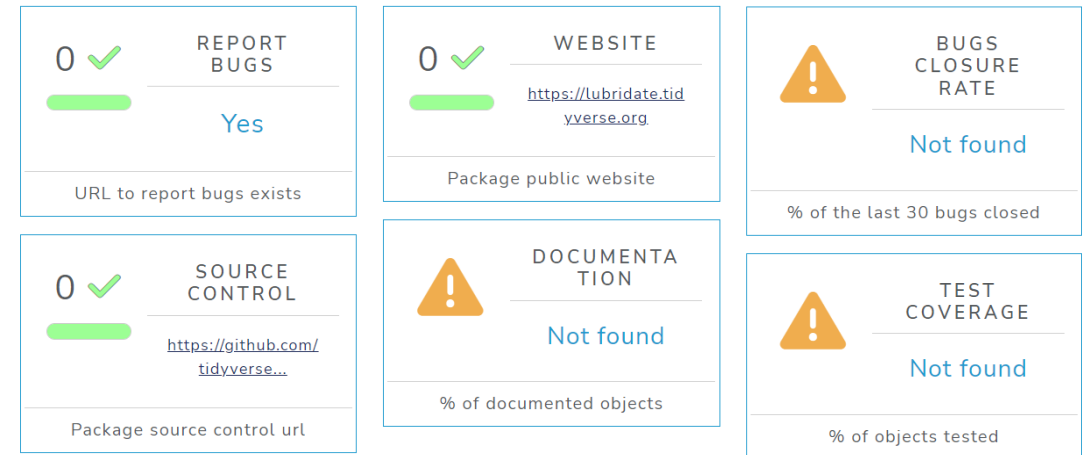 0
REPORT
BUGS
Yes
URL to report bugs exists
0
SOURCE
CONTROL
https://github.com/
tidyverse...
Package source control url
0
WEBSITE
https://lubridate.tid
yverse.org
Package public website
DOCUMENTA
TION
Not found
% of documented objects
BUGS
CLOSURE
RATE
Not found
% of the last 30 bugs closed
TEST
COVERAGE
Not found
% of objects tested